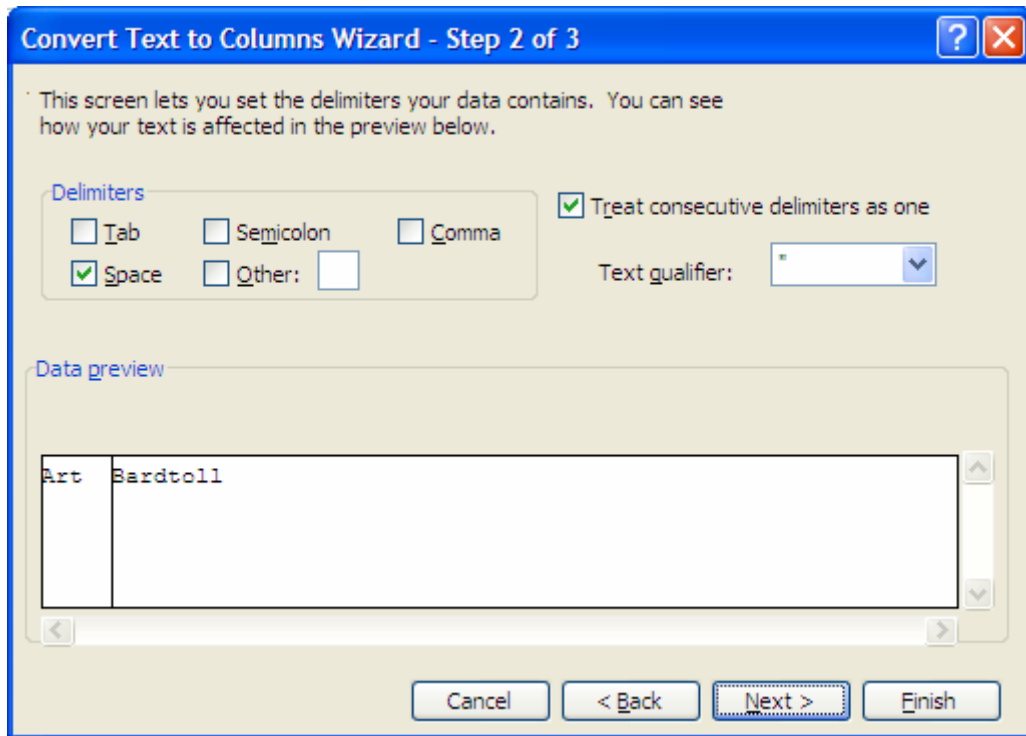 Convert Text to Columns Wizard - Step 2 of 3
This screen lets you set the delimiters your data contains. You can see
how your text is affected in the preview below.
Delimiters
Tab Semicolon Comma
Space Other:
Treat consecutive delimiters as one
Text qualifier: "
Data preview
Art Bardtoll
Cancel < Back Next > Finish